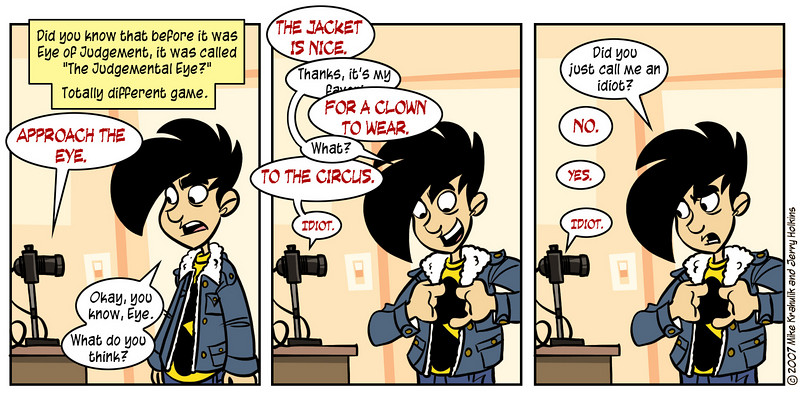 Did you know that before it was
Eye of Judgement, it was called
"The Judgemental Eye?"
Totally different game.
APPROACH THE
EYE.
Okay, you
know, Eye.
What do you
think?
THE JACKET
IS NICE.
Thanks, it's my
FOR A CLOWN
TO WEAR.
What?
TO THE CIRCUS.
IDIOT.
Did you
just call me an
idiot?
NO.
YES.
IDIOT.
©2007 Mike Krahulik and Jerry Holkins